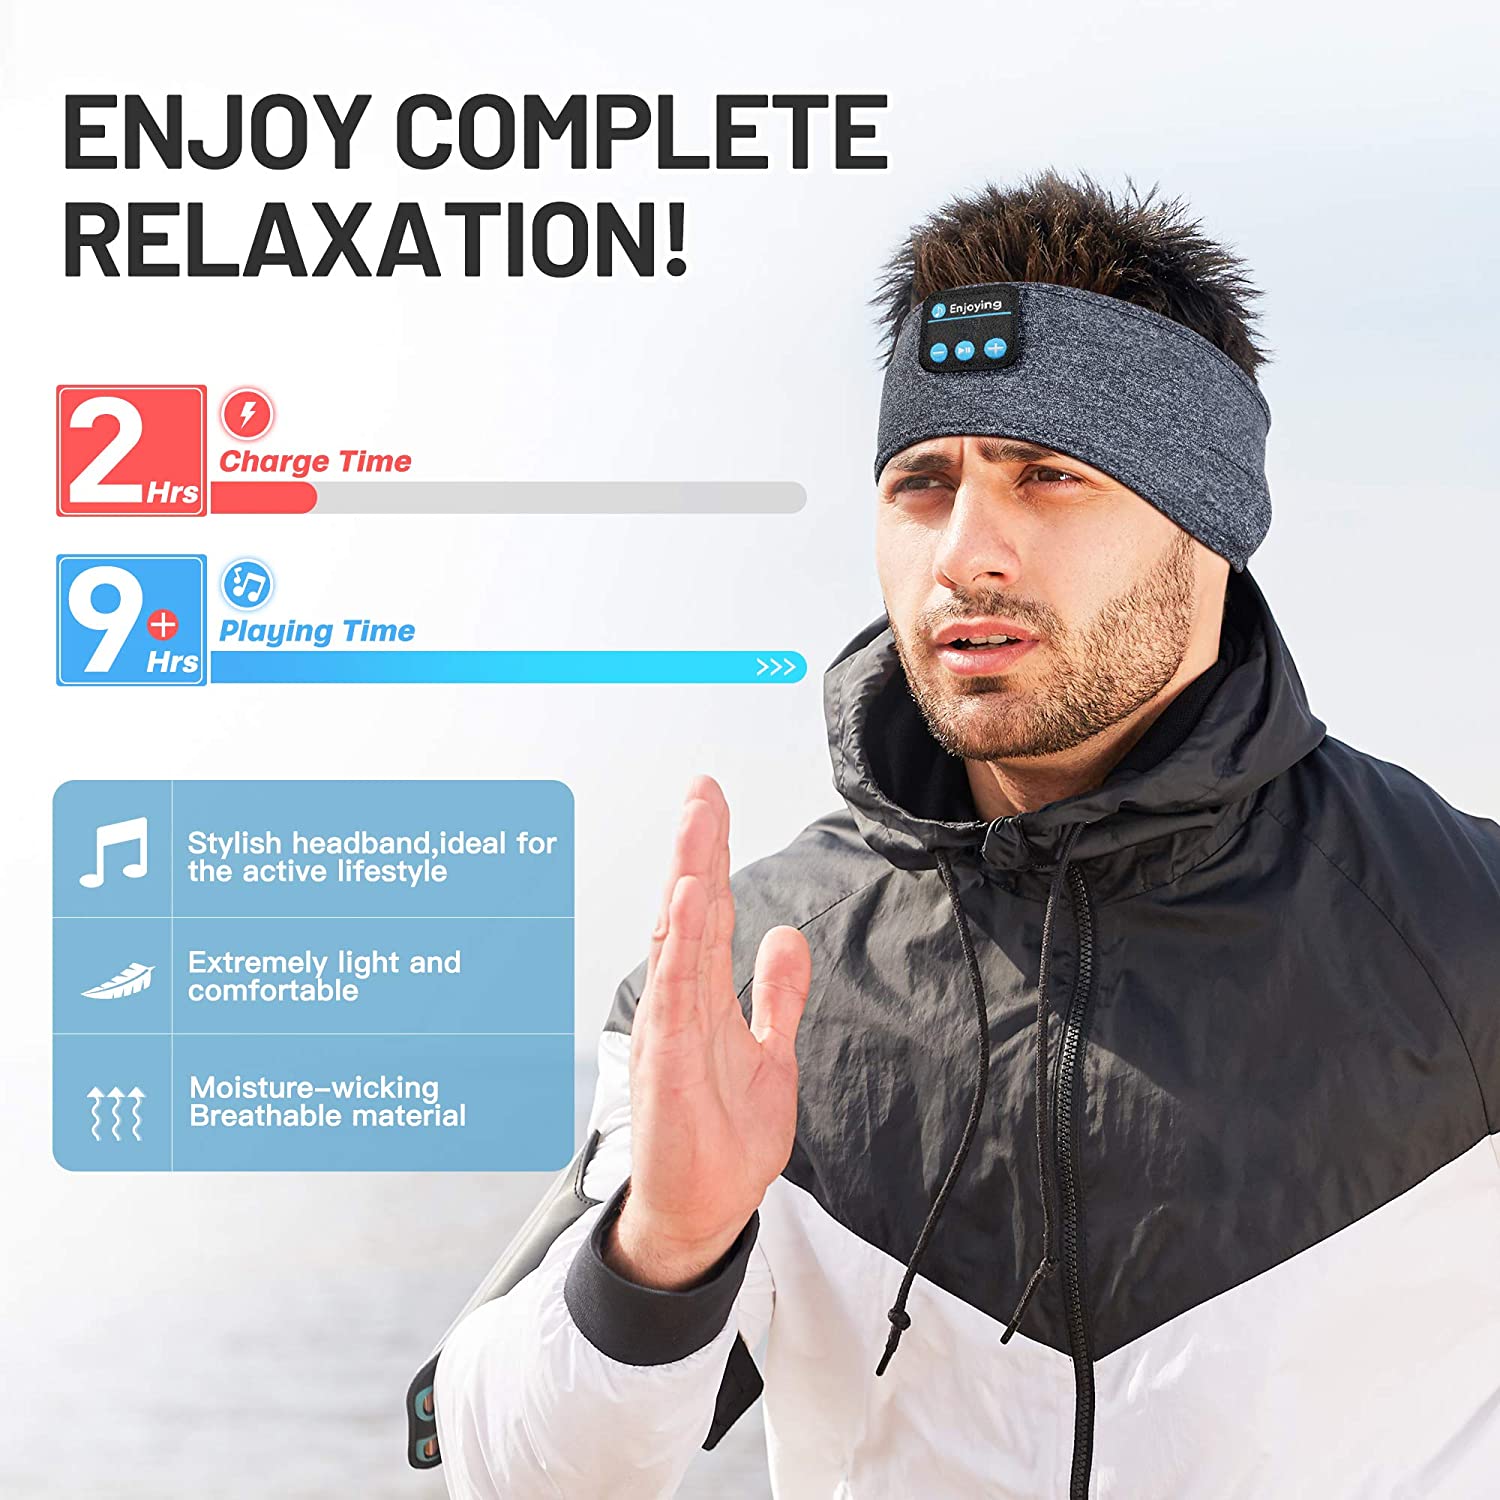 ENJOY COMPLETE
RELAXATION!
Enjoying
2
Hrs
Charge Time
9+
Hrs
Playing Time
Stylish headband,ideal for
the active lifestyle
Extremely light and
comfortable
Moisture-wicking
Breathable material